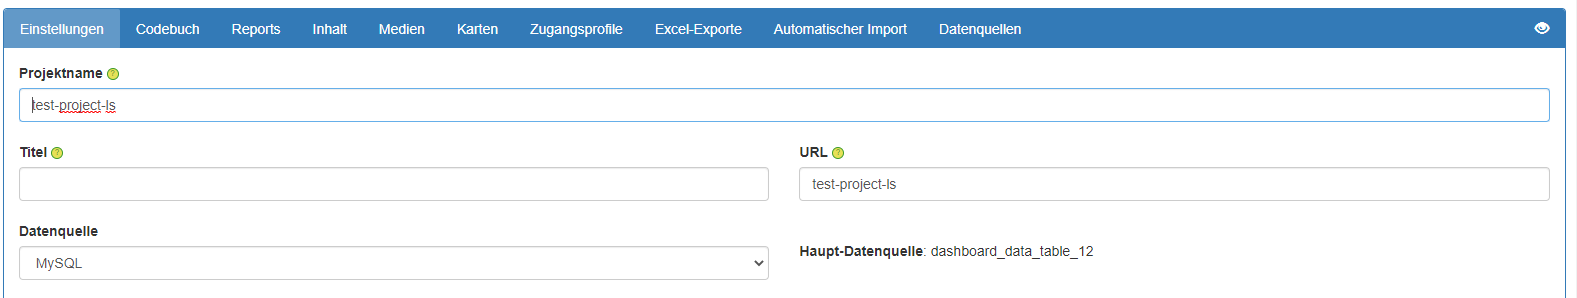 Einstellungen Codebuch Reports Inhalt Medien Karten Zugangsprofile Excel-Exporte Automatischer Import Datenquellen
Projektname ?
test-project-ls
Titel ? URL ?
test-project-ls
Datenquelle
MySQL
Haupt-Datenquelle: dashboard_data_table_12